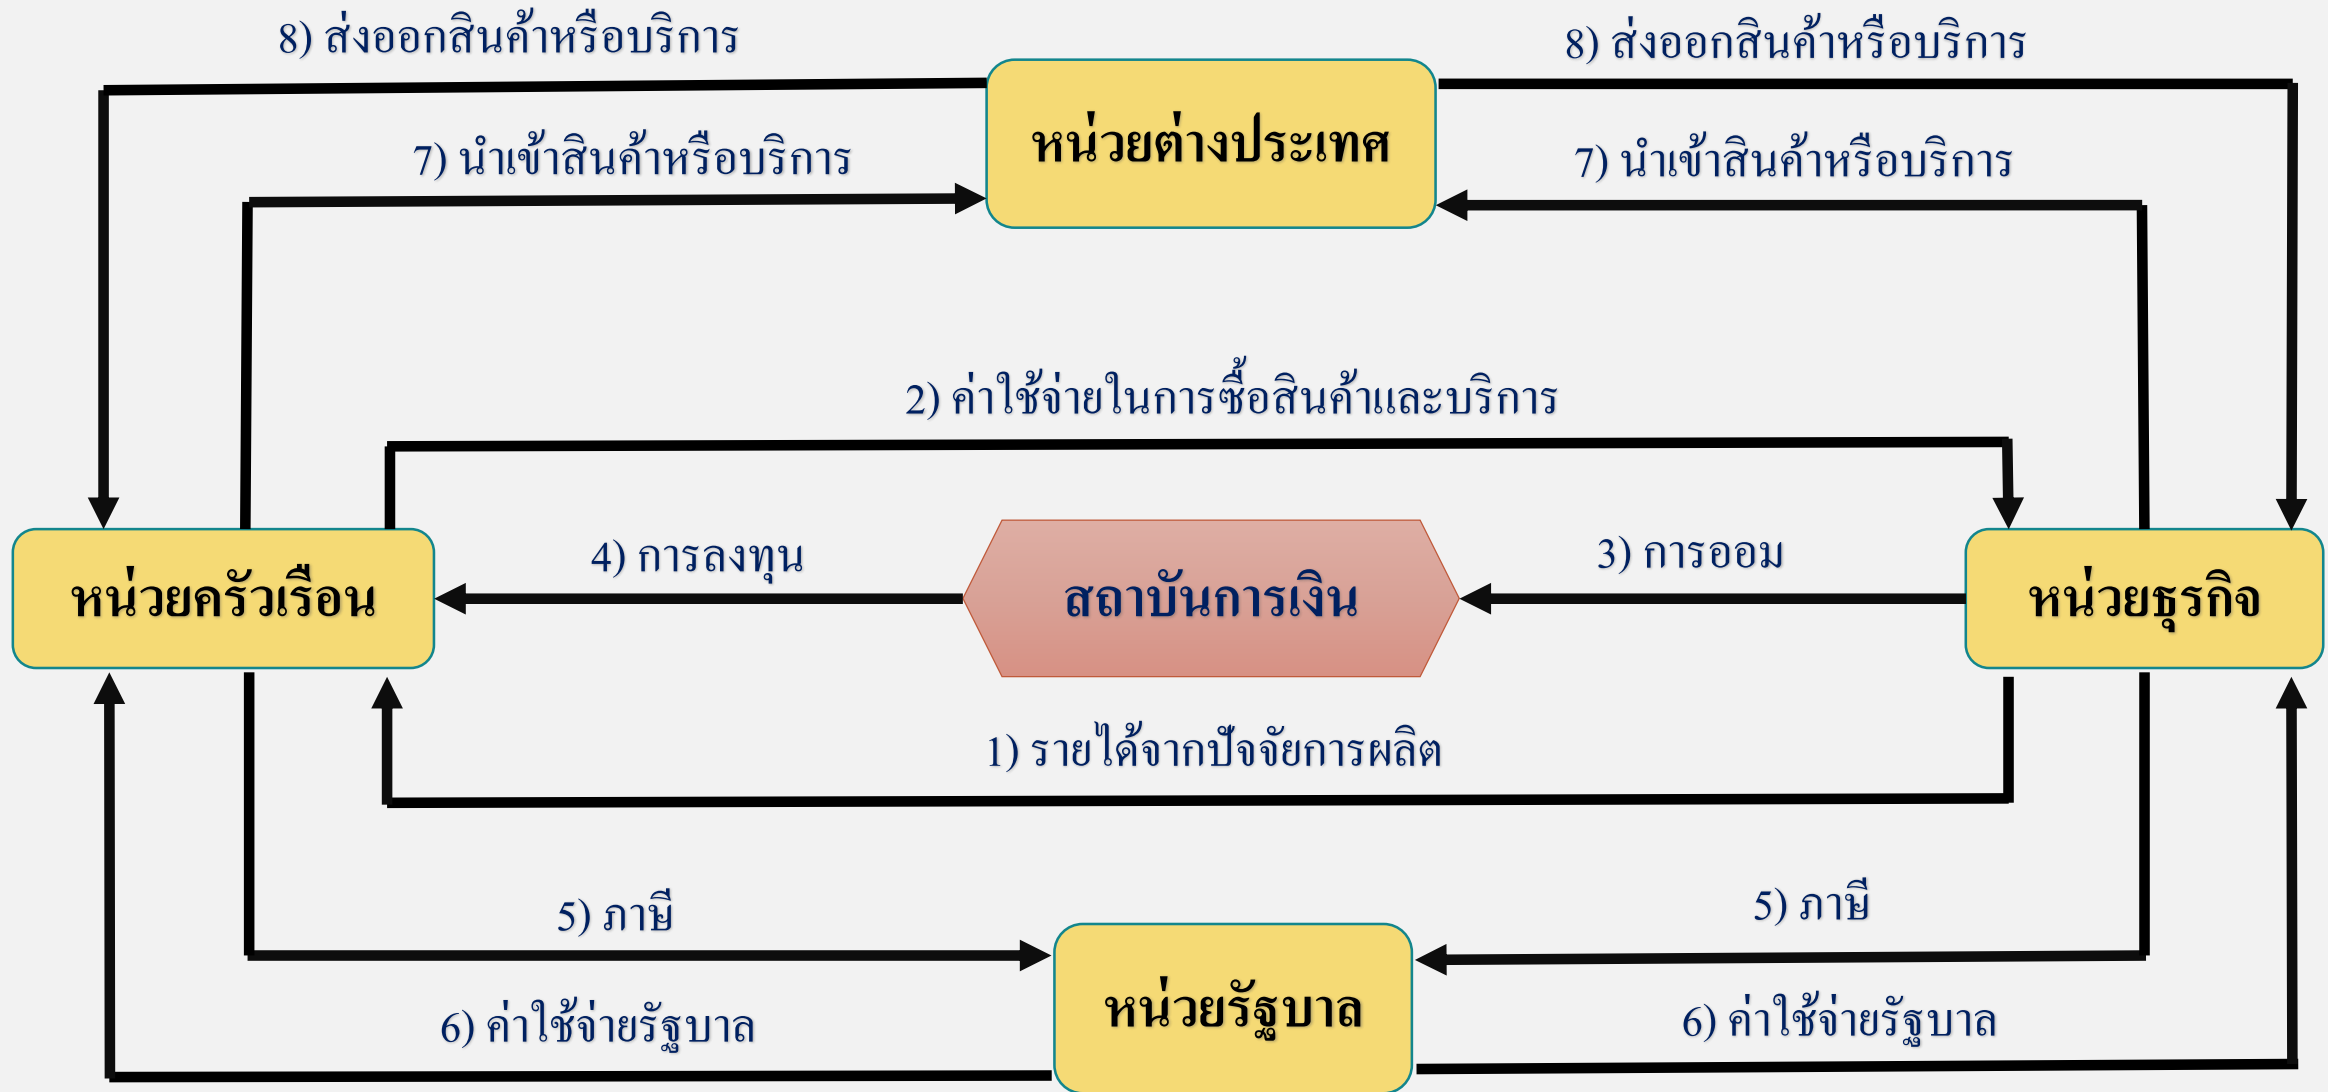 8) ส่งออกสินค้าหรือบริการ
8) ส่งออกสินค้าหรือบริการ
หน่วยต่างประเทศ
7) นำเข้าสินค้าหรือบริการ
7) นำเข้าสินค้าหรือบริการ
2) ค่าใช้จ่ายในการซื้อสินค้าและบริการ
4) การลงทุน
3) การออม
หน่วยครัวเรือน
สถาบันการเงิน
หน่วยธุรกิจ
1) รายได้จากปัจจัยการผลิต
5) ภาษี
5) ภาษี
หน่วยรัฐบาล
6) ค่าใช้จ่ายรัฐบาล
6) ค่าใช้จ่ายรัฐบาล